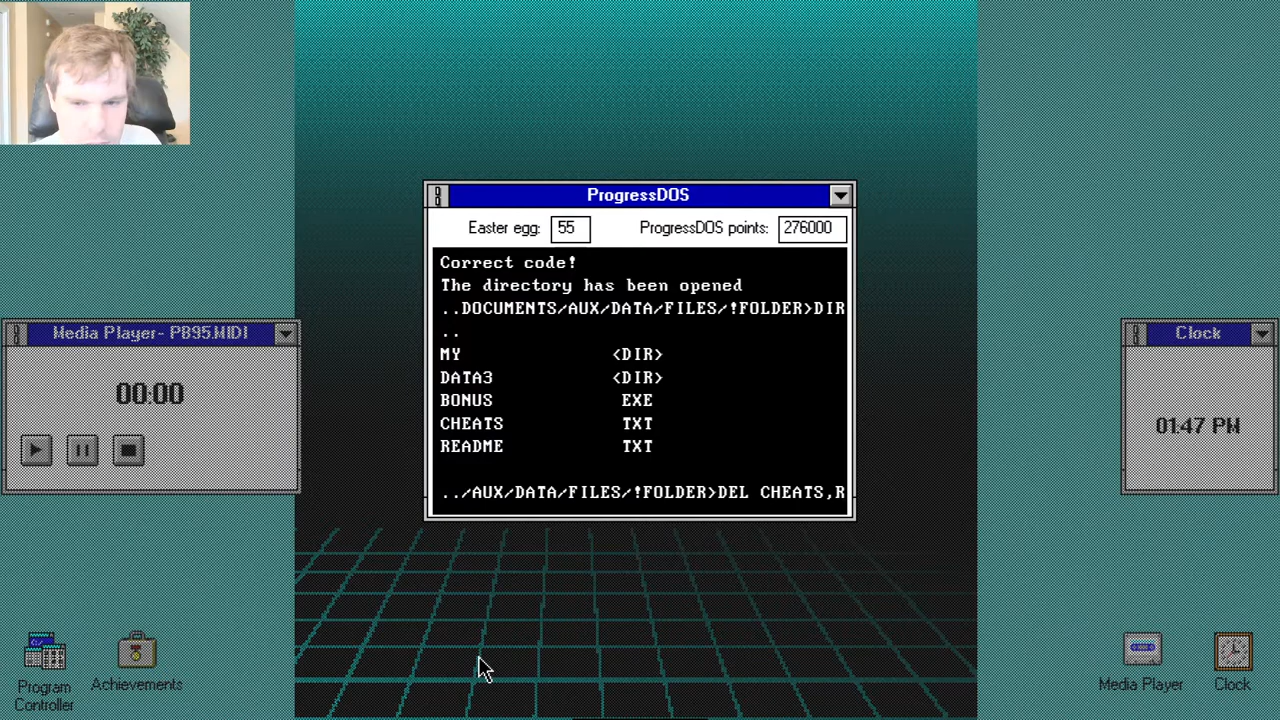 ProgressDOS
Easter egg: 55 ProgressDOS points: 276000
Correct code!
The directory has been opened
..DOCUMENTS/AUX/DATA/FILES/!FOLDER>DIR
..
MY <DIR>
DATA3 <DIR>
BONUS EXE
CHEATS TXT
README TXT
../AUX/DATA/FILES/!FOLDER>DEL CHEATS,R
Media Player- PB95.MIDI
00:00
Clock
01:47 PM
Program
Controller
Achievements
Media Player
Clock